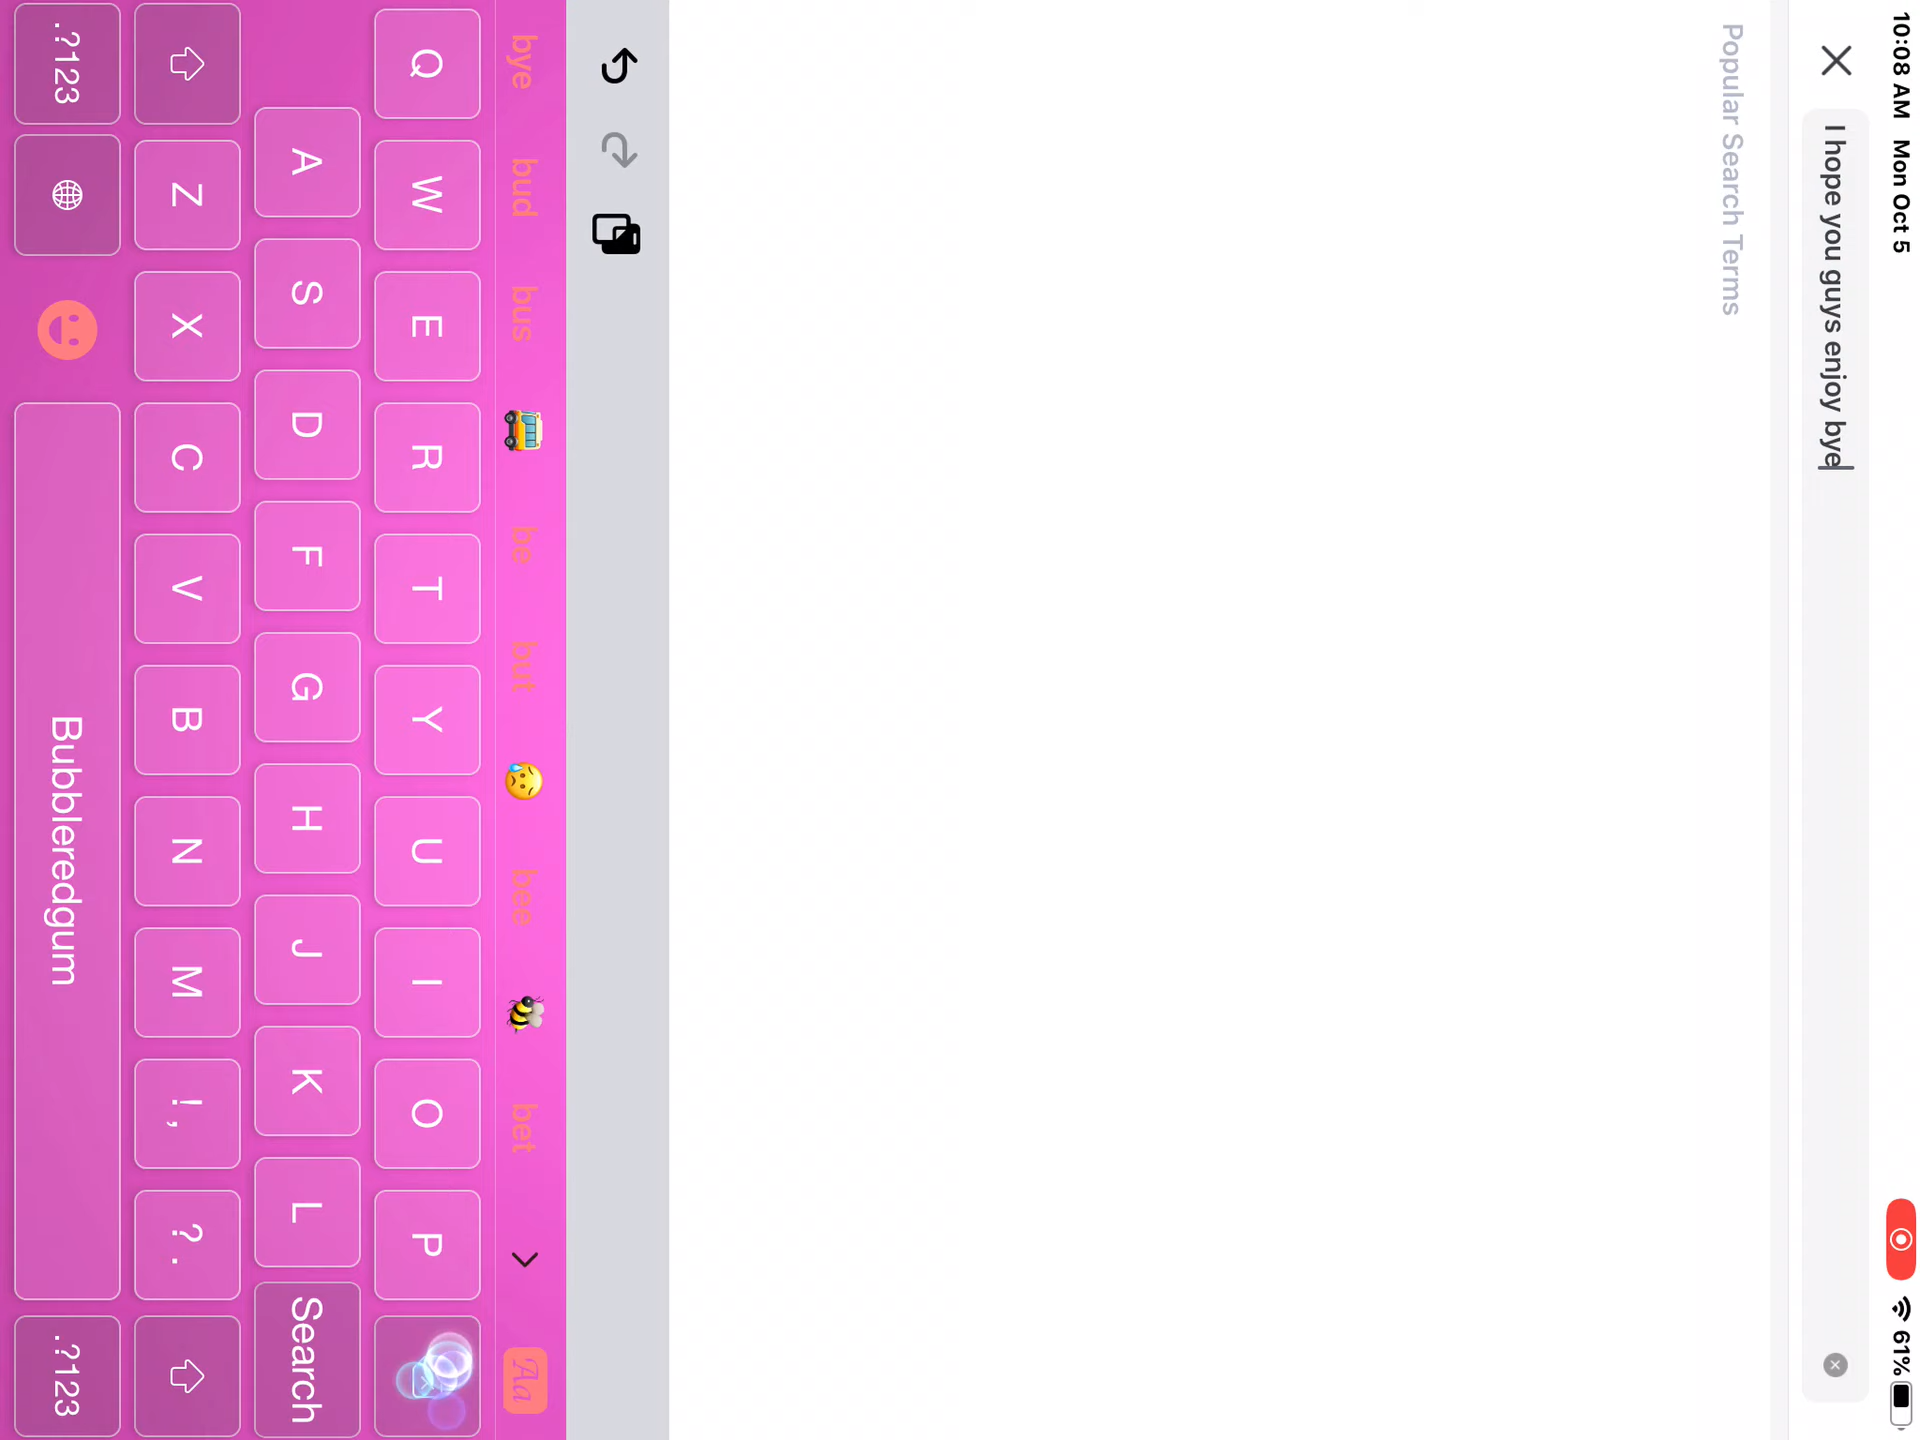 10:08 AM Mon Oct 5 61%
I hope you guys enjoy bye
Popular Search Terms
bye bud bus be but bee bet Aa
Q W E R T Y U I O P
A S D F G H J K L Search
Z X C V B N M !, ?.
.?123 Bubbleredgum .?123